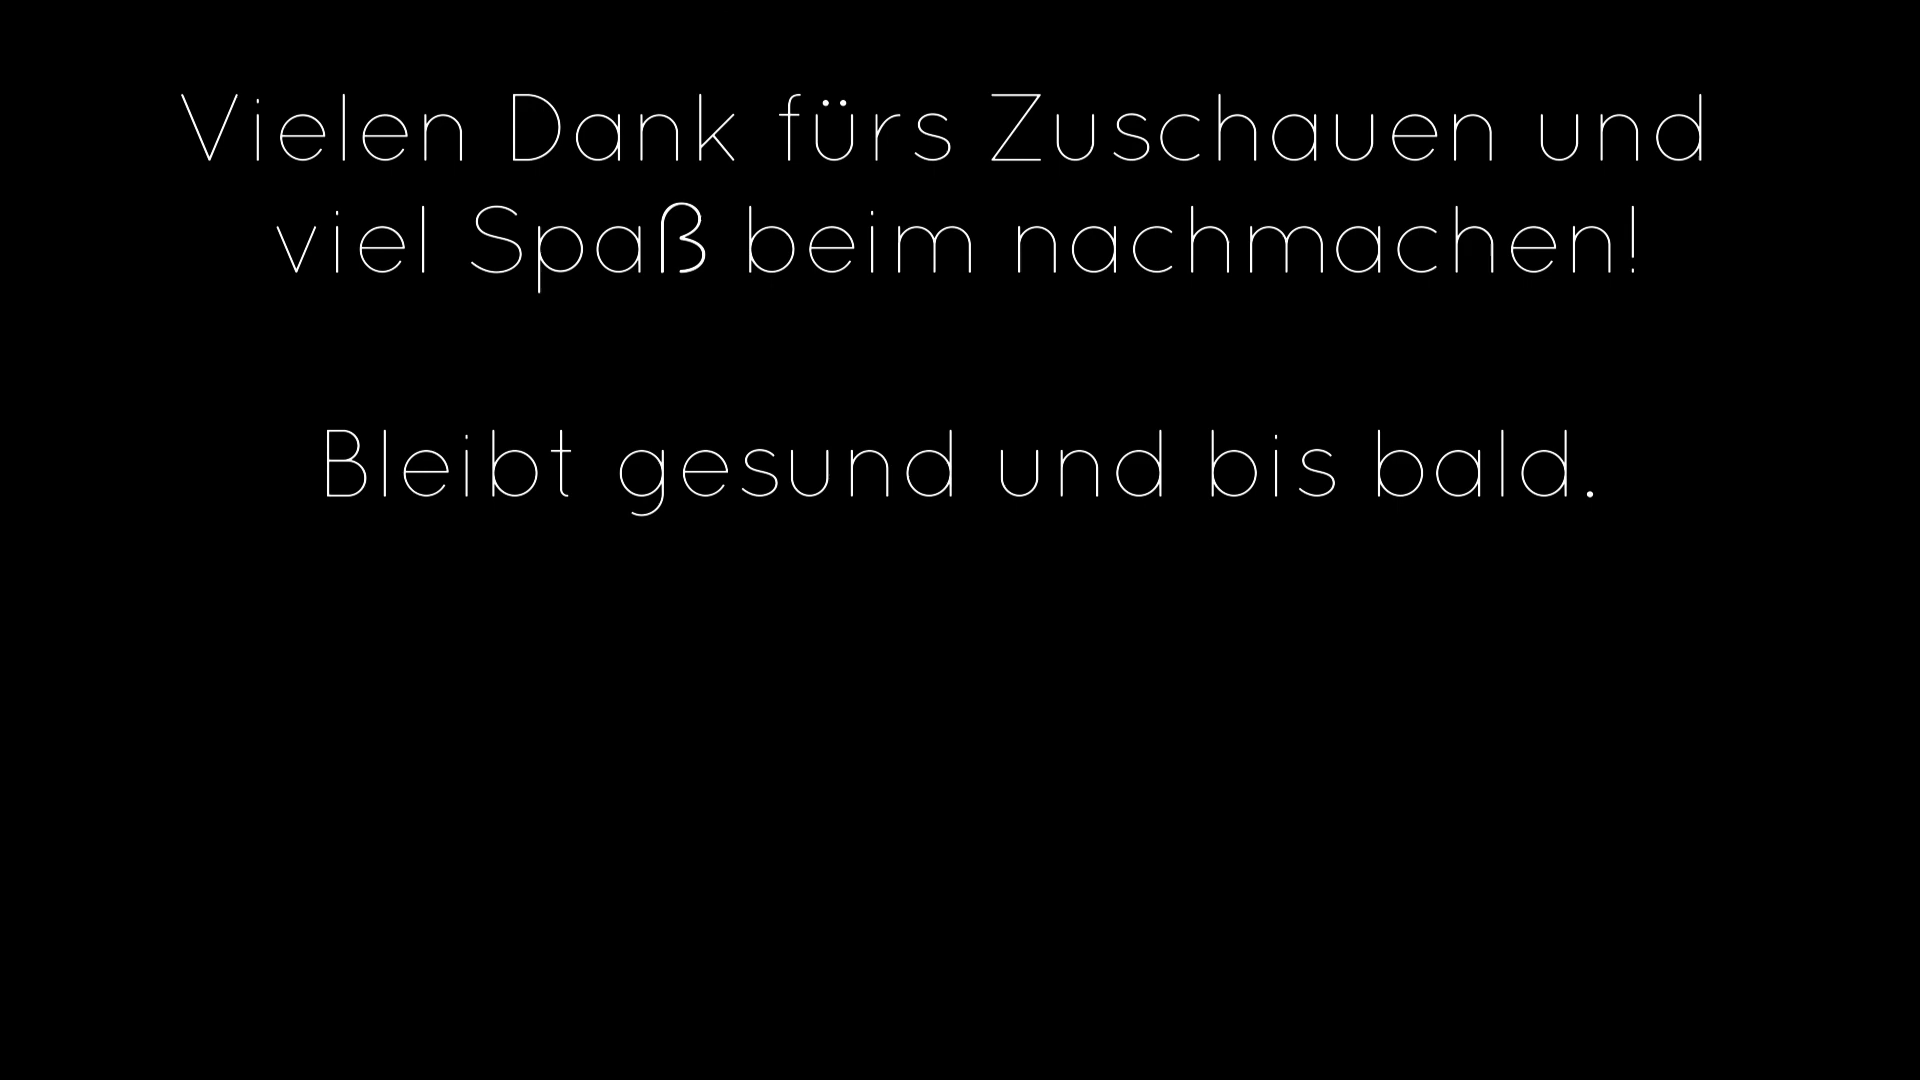 Vielen Dank fürs Zuschauen und
viel Spaß beim nachmachen!
Bleibt gesund und bis bald.